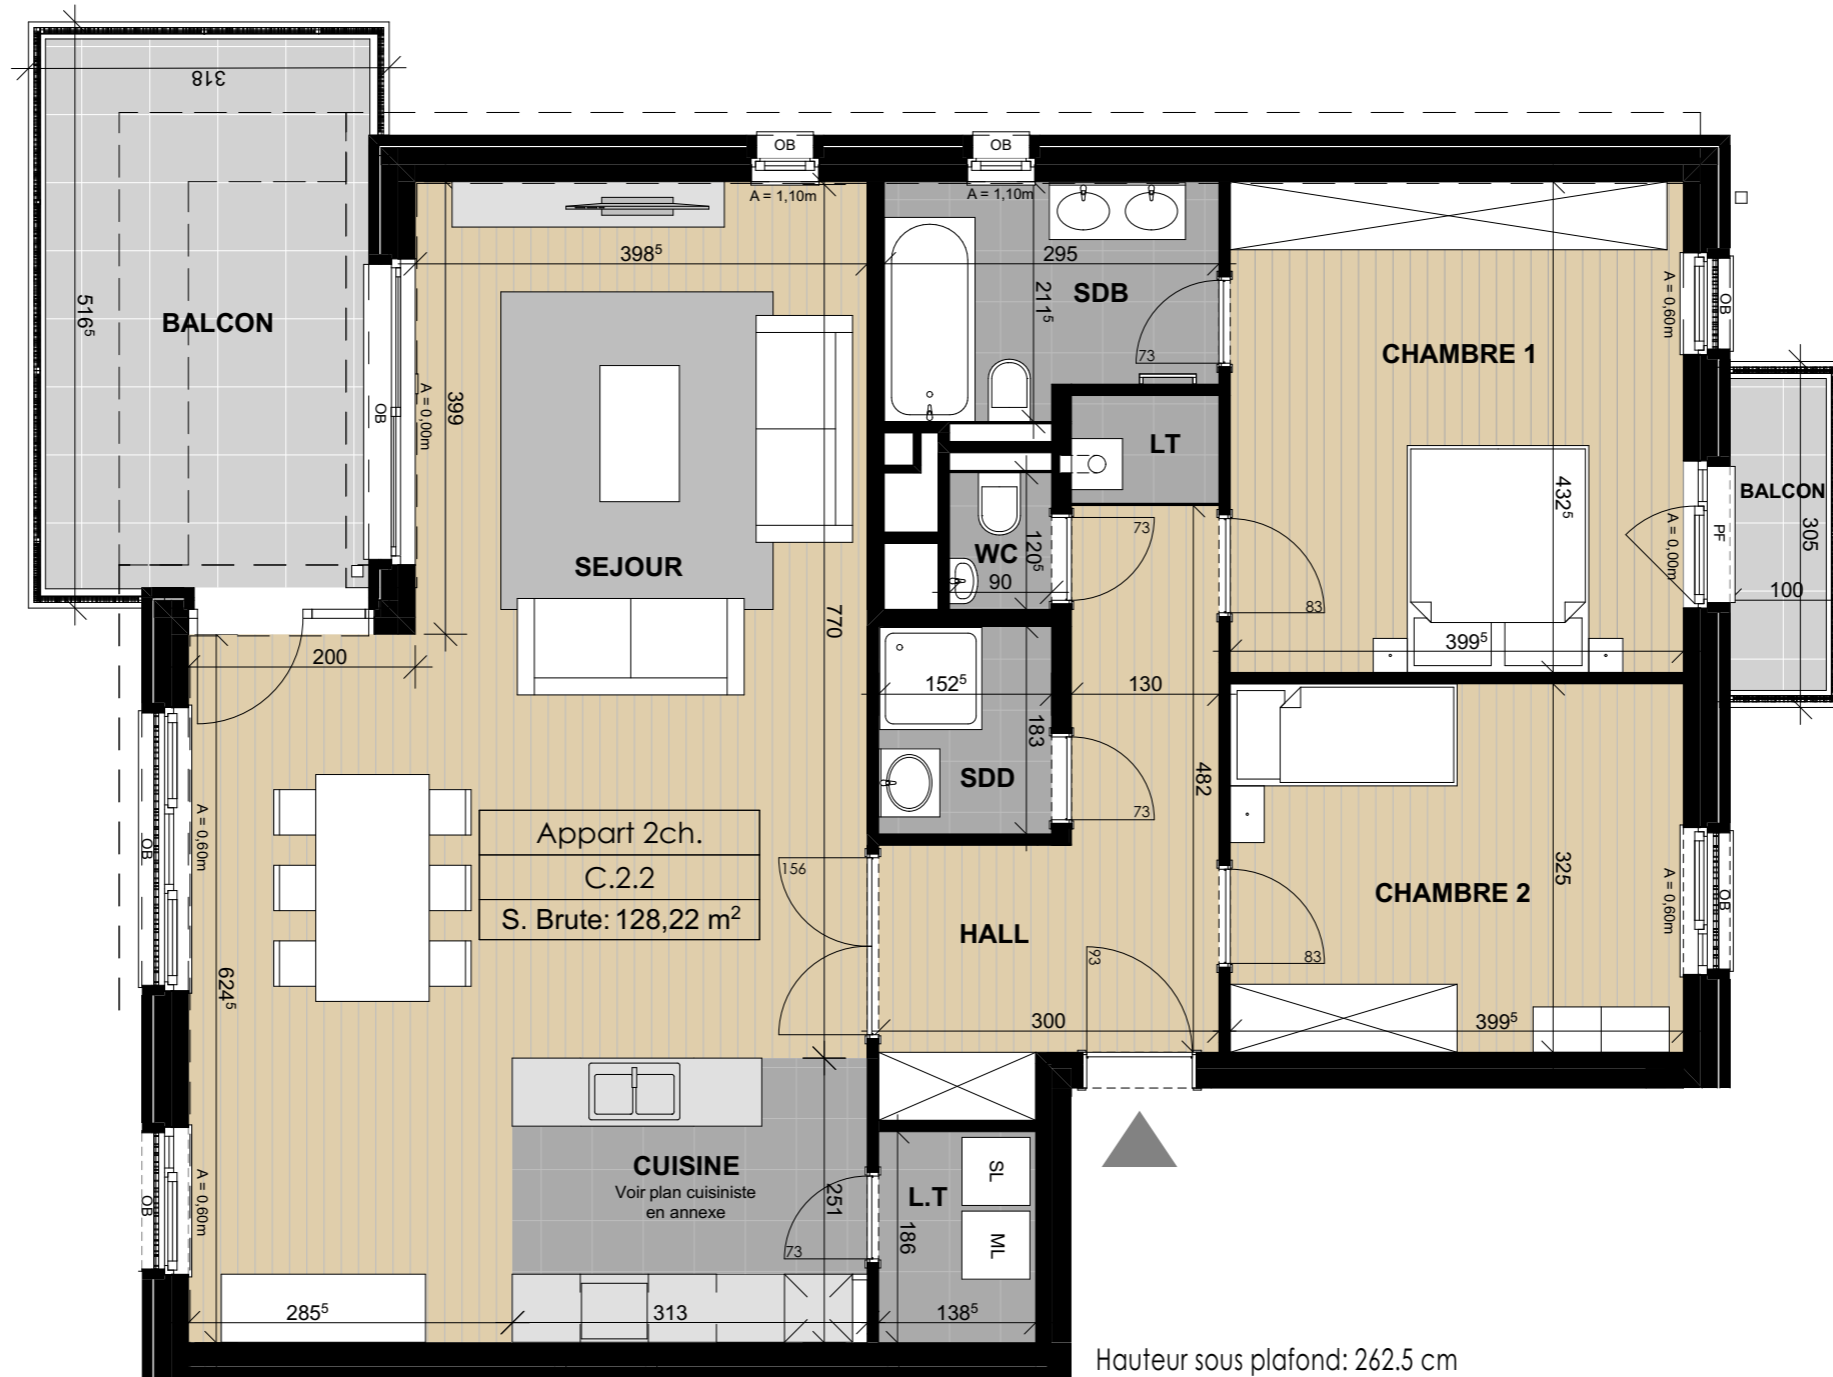 318
OB
OB
A = 1,10m
A = 1,10m
398⁵
295
211⁵
SDB
73
CHAMBRE 1
A = 0,60m
OB
516⁵
BALCON
OB
A = 0,00m
399
LT
432⁵
BALCON
305
100
PF
A = 0,00m
SEJOUR
WC
120⁵
90
73
83
770
200
399⁵
152⁵
130
183
SDD
73
482
OB
A = 0,60m
Appart 2ch.
C.2.2
S. Brute: 128,22 m²
156
HALL
93
CHAMBRE 2
325
83
A = 0,60m
OB
624⁵
300
399⁵
OB
A = 0,60m
CUISINE
Voir plan cuisiniste
en annexe
251
73
L.T
186
SL
ML
285⁵
313
138⁵
Hauteur sous plafond: 262.5 cm